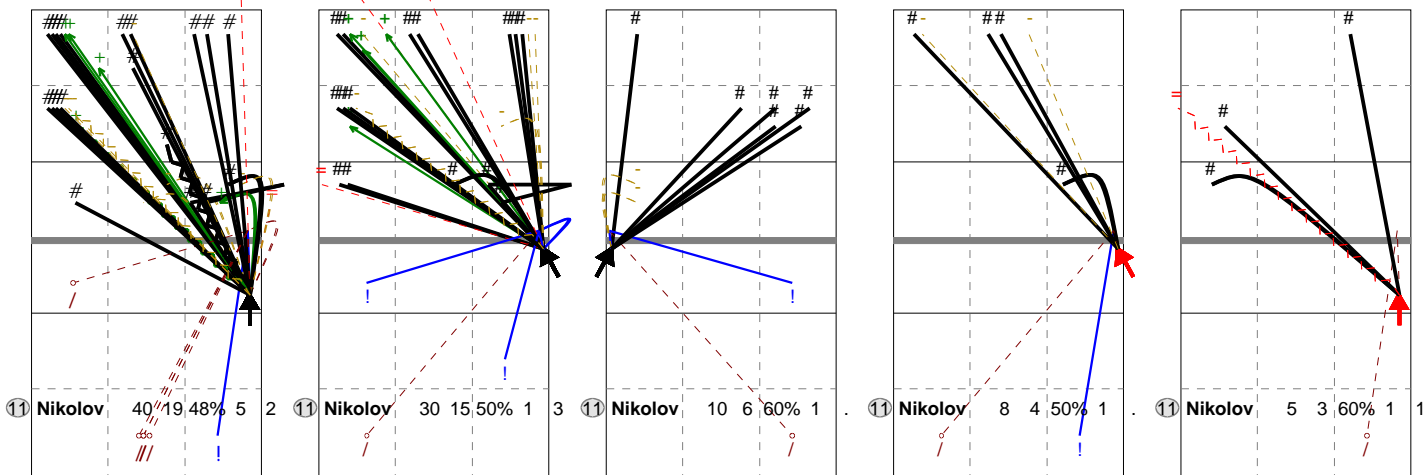 11 Nikolov 40 19 48% 5 2
11 Nikolov 30 15 50% 1 3
11 Nikolov 10 6 60% 1 .
11 Nikolov 8 4 50% 1 .
11 Nikolov 5 3 60% 1 1